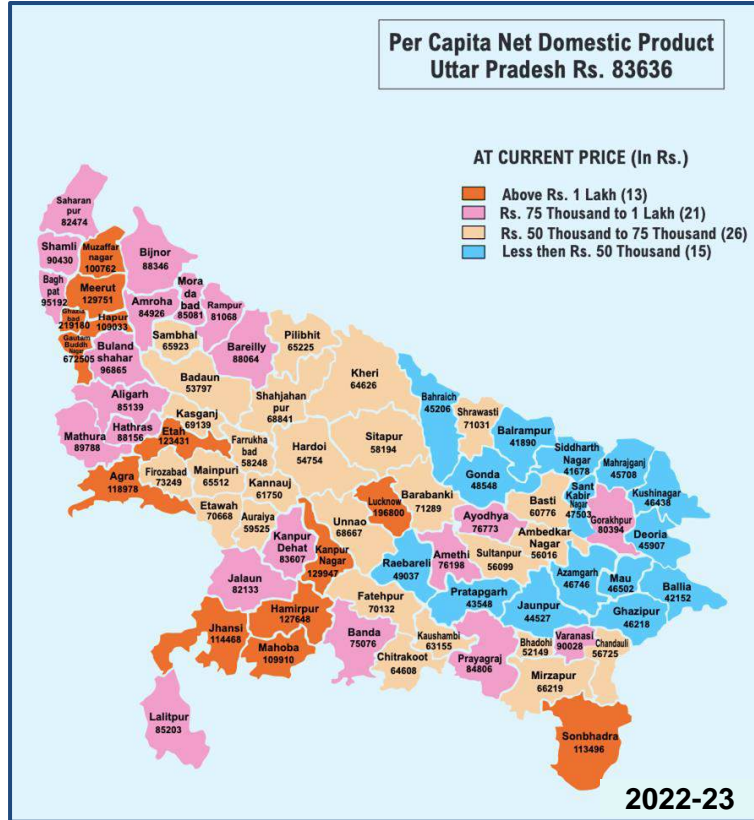 Per Capita Net Domestic Product
Uttar Pradesh Rs. 83636
AT CURRENT PRICE (In Rs.)
Above Rs. 1 Lakh (13)
Rs. 75 Thousand to 1 Lakh (21)
Rs. 50 Thousand to 75 Thousand (26)
Less then Rs. 50 Thousand (15)
Saharan
pur
82474
Shamli
90430
Muzaffar
nagar
100762
Bijnor
88346
Bagh
pat
95192
Meerut
129751
Amroha
84926
Mora
da
bad
85081
Rampur
81068
Ghazia
bad
219180
Hapur
109033
Gautam
Buddh
Nagar
672505
Buland
shahar
96865
Sambhal
65923
Bareilly
88064
Pilibhit
65225
Kheri
64626
Badaun
53797
Shahjahan
pur
68841
Aligarh
85139
Kasganj
69139
Bahraich
45206
Shrawasti
71031
Balrampur
41890
Hathras
88156
Mathura
89788
Etah
123431
Farrukha
bad
58248
Hardoi
54754
Sitapur
58194
Siddharth
Nagar
41678
Mahrajganj
45708
Agra
118978
Firozabad
73249
Mainpuri
65512
Kannauj
61750
Gonda
48548
Sant
Kabir
Nagar
47503
Kushinagar
46438
Lucknow
196800
Barabanki
71289
Basti
60776
Gorakhpur
80394
Etawah
70668
Auraiya
59525
Unnao
68667
Ayodhya
76773
Ambedkar
Nagar
56016
Deoria
45907
Kanpur
Dehat
83607
Kanpur
Nagar
129947
Raebareli
49037
Amethi
76198
Sultanpur
56099
Azamgarh
46746
Mau
46502
Ballia
42152
Jalaun
82133
Fatehpur
70132
Pratapgarh
43548
Jaunpur
44527
Ghazipur
46218
Hamirpur
127648
Jhansi
114468
Mahoba
109910
Banda
75076
Kaushambi
63155
Chitrakoot
64608
Prayagraj
84806
Bhadohi
52149
Varanasi
90028
Chandauli
56725
Mirzapur
66219
Lalitpur
85203
Sonbhadra
113496
2022-23